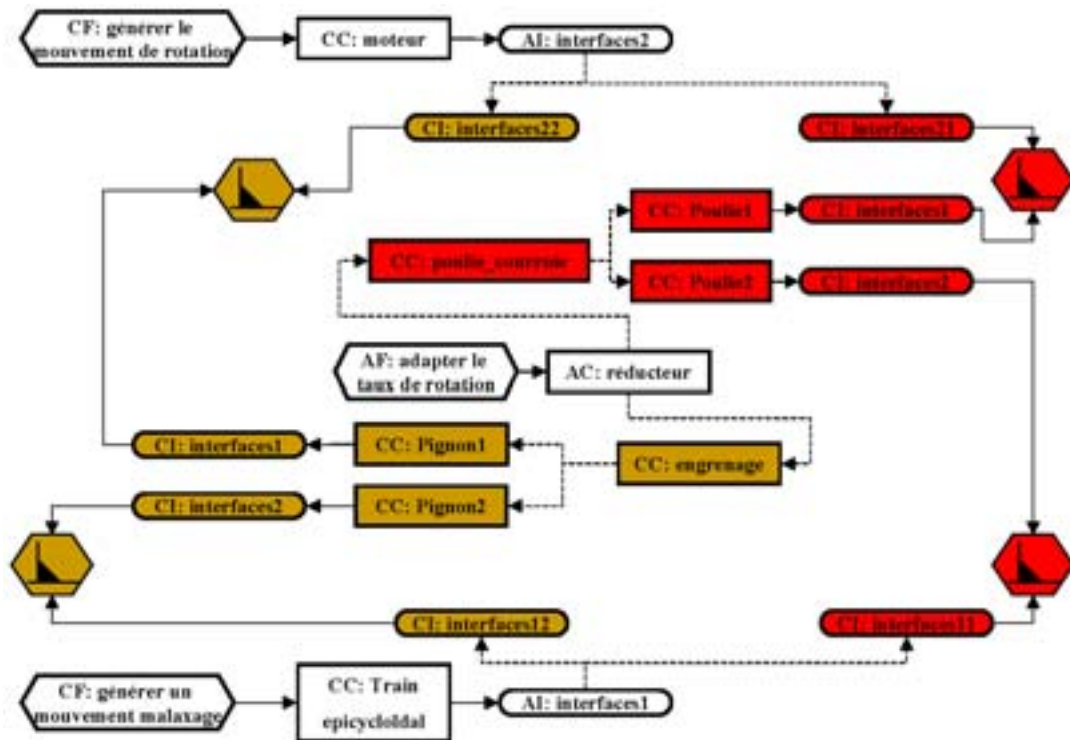 CF: générer le
mouvement de rotation
CC: moteur
AI: interfaces2
CI: interfaces22
CI: interfaces21
CC: Poulie1
CI: interfaces1
CC: poulie_courroie
CC: Poulie2
CI: interfaces2
AF: adapter le
taux de rotation
AC: réducteur
CI: interfaces1
CC: Pignon1
CC: engrenage
CI: interfaces2
CC: Pignon2
CI: interfaces12
CI: interfaces11
CF: générer un
mouvement malaxage
CC: Train
epicycloïdal
AI: interfaces1